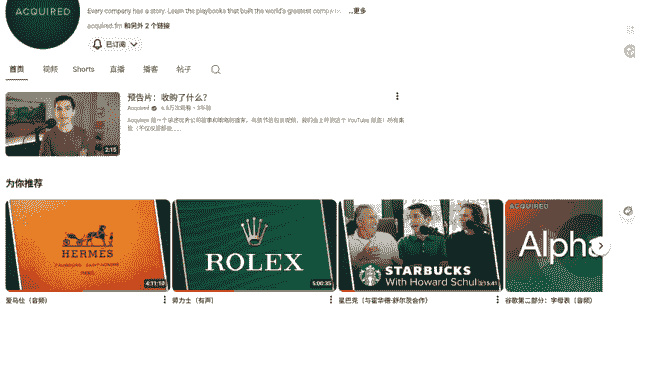 ACQUIRED
Every company has a story. Learn the playbooks that built the world's greatest compa... ...更多
acquired.fm 和另外 2 个链接
已订阅
首页 视频 Shorts 直播 播客 帖子
预告片：收购了什么？
Acquired
2:15
为你推荐
HERMÈS
PARIS
4:11:10
ROLEX
5:00:35
STARBUCKS
With Howard Schul
3:15:41
ACQUIRED
Alpha
爱马仕（音频）
劳力士（有声）
星巴克（与霍华德·舒尔茨合作）
谷歌第二部分：字母表（音频）